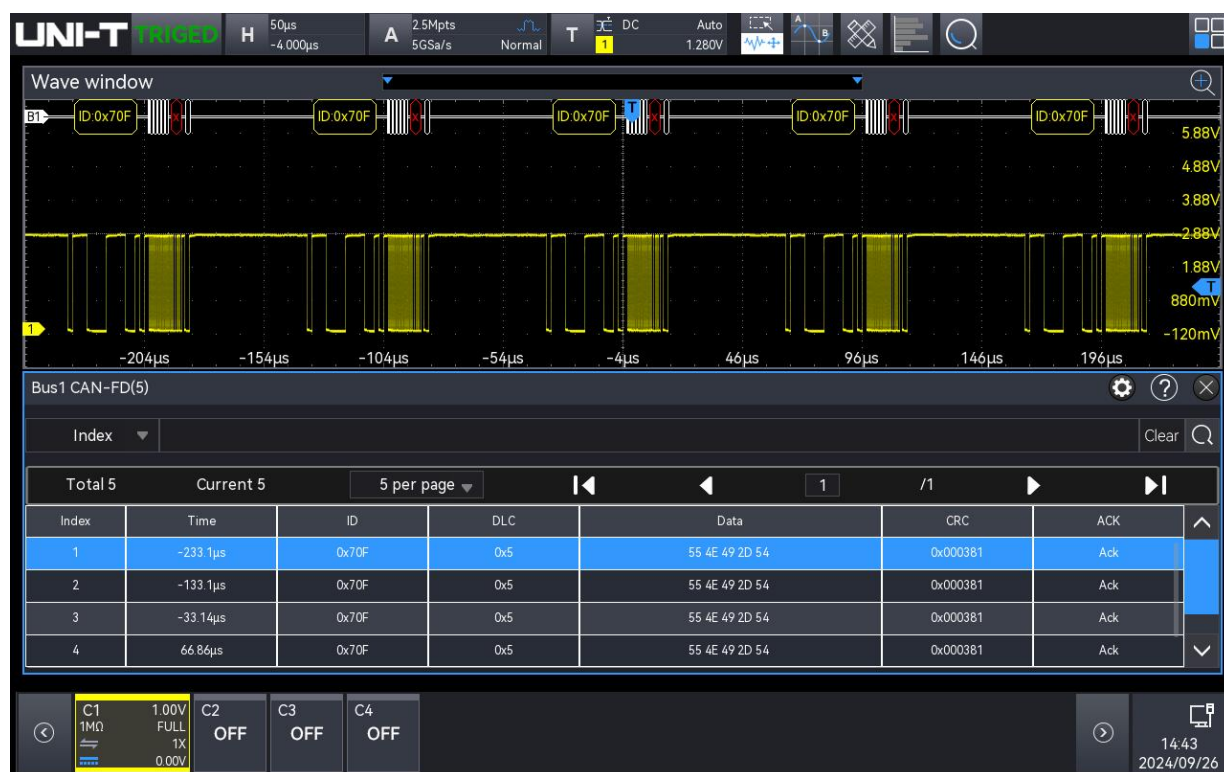 UNI-T TRIGED H 50µs -4.000µs A 2.5Mpts 5GSa/s Normal T DC 1 Auto 1.280V A B
Wave window
B1 ID:0x70F X ID:0x70F X ID:0x70F T X ID:0x70F X ID:0x70F X
5.88V
4.88V
3.88V
2.88V
1.88V
T
880mV
1
-120mV
-204µs -154µs -104µs -54µs -4µs 46µs 96µs 146µs 196µs
Bus1 CAN-FD(5) ?
Index Clear
Total 5 Current 5 5 per page 1 /1
Index Time ID DLC Data CRC ACK
1 -233.1µs 0x70F 0x5 55 4E 49 2D 54 0x000381 Ack
2 -133.1µs 0x70F 0x5 55 4E 49 2D 54 0x000381 Ack
3 -33.14µs 0x70F 0x5 55 4E 49 2D 54 0x000381 Ack
4 66.86µs 0x70F 0x5 55 4E 49 2D 54 0x000381 Ack
C1 1.00V C2 C3 C4
1MΩ FULL OFF OFF OFF
1X
0.00V
14:43
2024/09/26